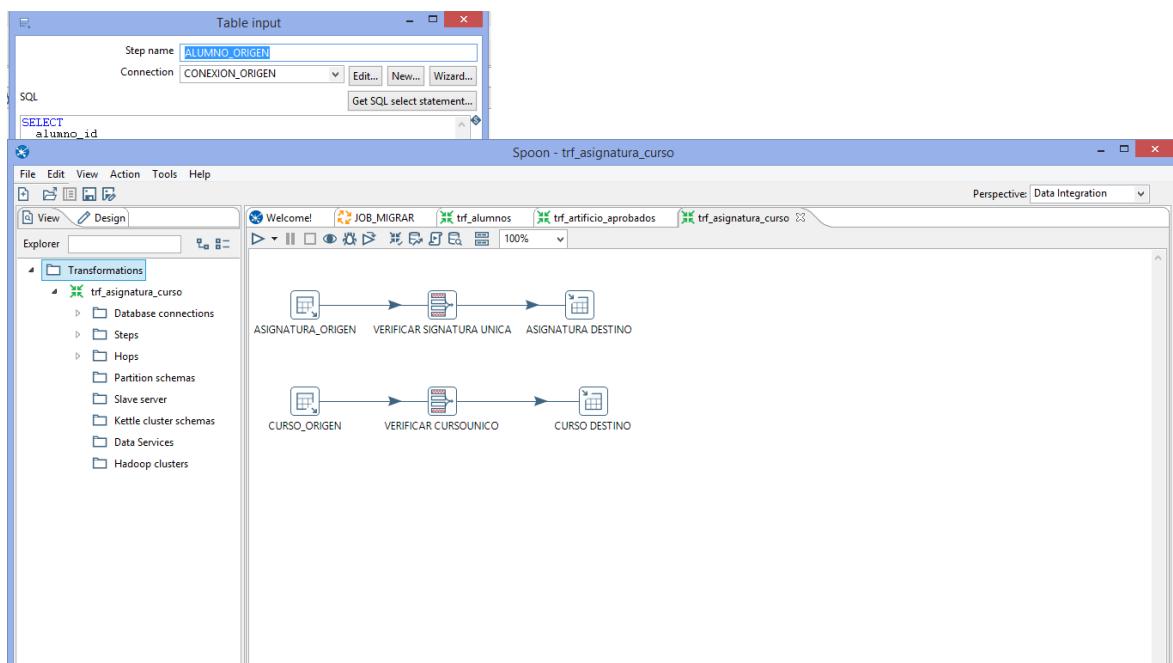 Table input
Step name ALUMNO_ORIGEN
Connection CONEXION_ORIGEN Edit... New... Wizard...
SQL Get SQL select statement...
SELECT
alumno_id
Spoon - trf_asignatura_curso
File Edit View Action Tools Help
Perspective: Data Integration
View Design Welcome! JOB_MIGRAR trf_alumnos trf_artificio_aprobados trf_asignatura_curso
Explorer 100%
Transformations
trf_asignatura_curso
Database connections
Steps
Hops
Partition schemas
Slave server
Kettle cluster schemas
Data Services
Hadoop clusters
ASIGNATURA_ORIGEN VERIFICAR SIGNATURA UNICA ASIGNATURA DESTINO
CURSO_ORIGEN VERIFICAR CURSOUNICO CURSO DESTINO